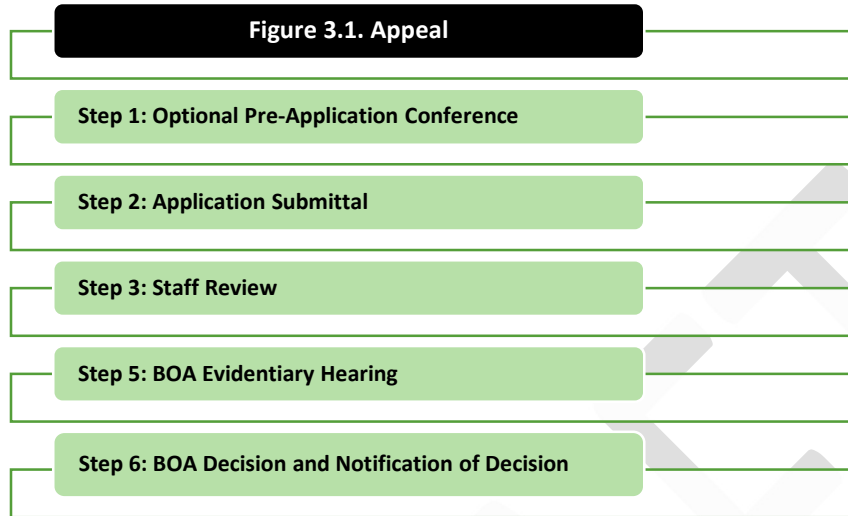 Figure 3.1. Appeal
Step 1: Optional Pre-Application Conference
Step 2: Application Submittal
Step 3: Staff Review
Step 5: BOA Evidentiary Hearing
Step 6: BOA Decision and Notification of Decision